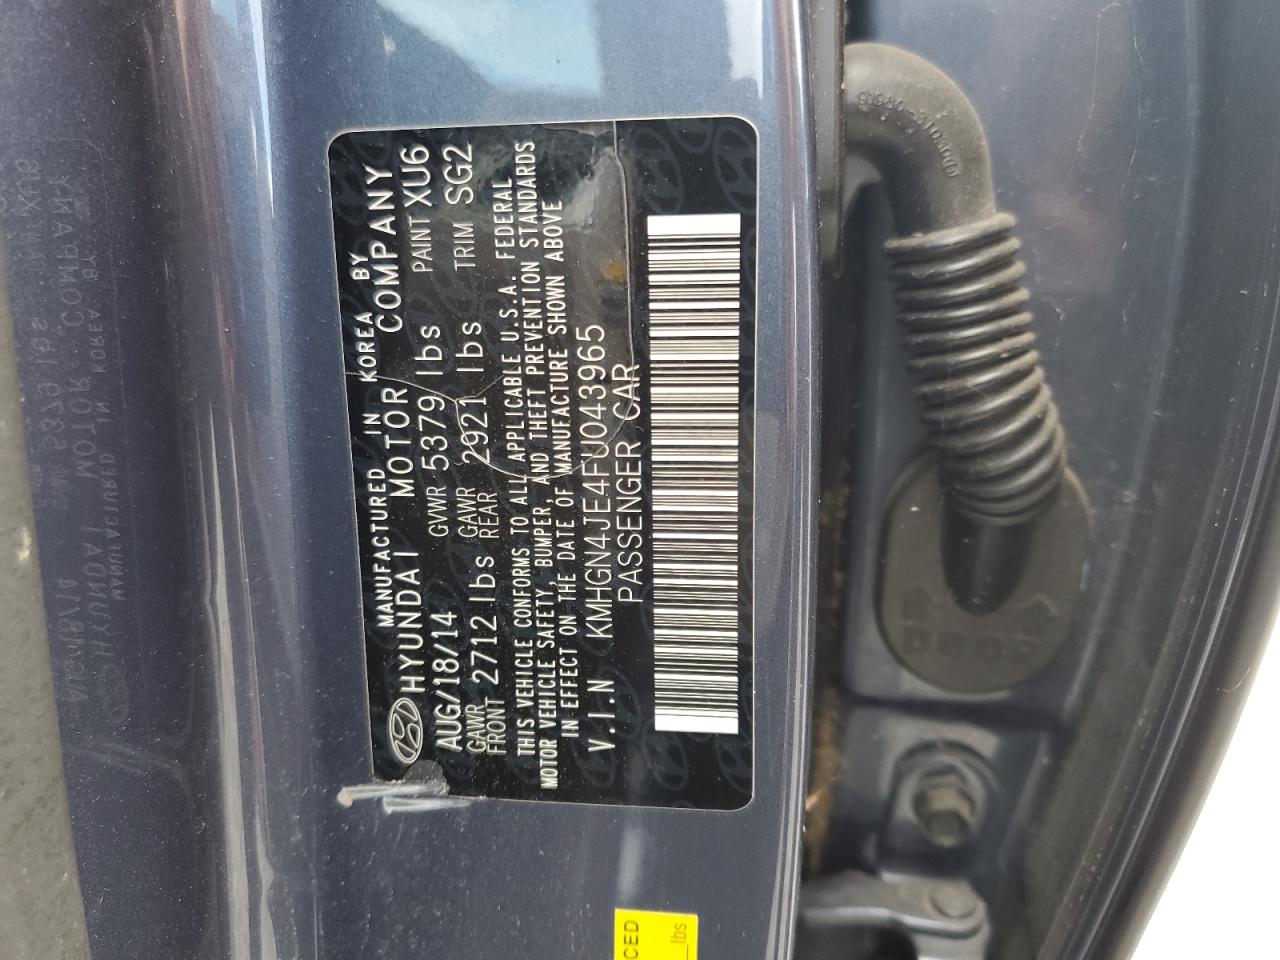 MANUFACTURED IN KOREA BY
HYUNDAI MOTOR COMPANY
AUG/18/14 GVWR 5379 lbs PAINT XU6
GAWR FRONT 2712 lbs GAWR REAR 2921 lbs TRIM SG2
THIS VEHICLE CONFORMS TO ALL APPLICABLE U.S.A. FEDERAL
MOTOR VEHICLE SAFETY, BUMPER, AND THEFT PREVENTION STANDARDS
IN EFFECT ON THE DATE OF MANUFACTURE SHOWN ABOVE
V.I.N KMHGN4JE4FU043965
PASSENGER CAR
CED
lbs